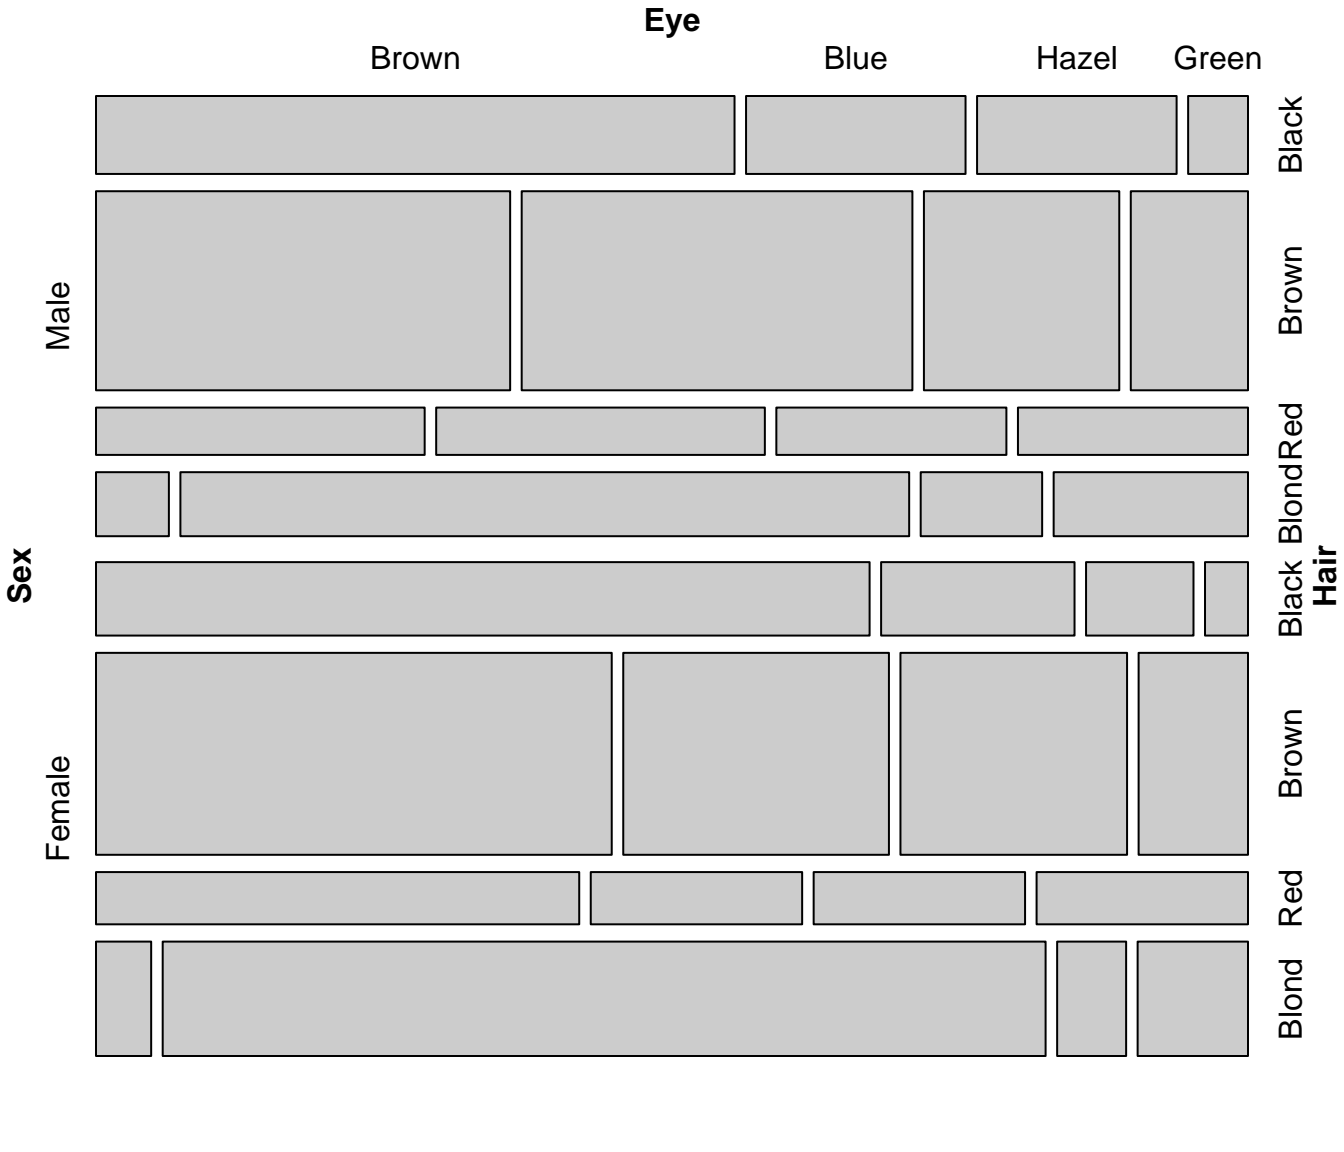 Eye
Brown Blue Hazel Green
Male
Female
Sex
Black
Brown
Red
Blond
Black
Brown
Red
Blond
Hair